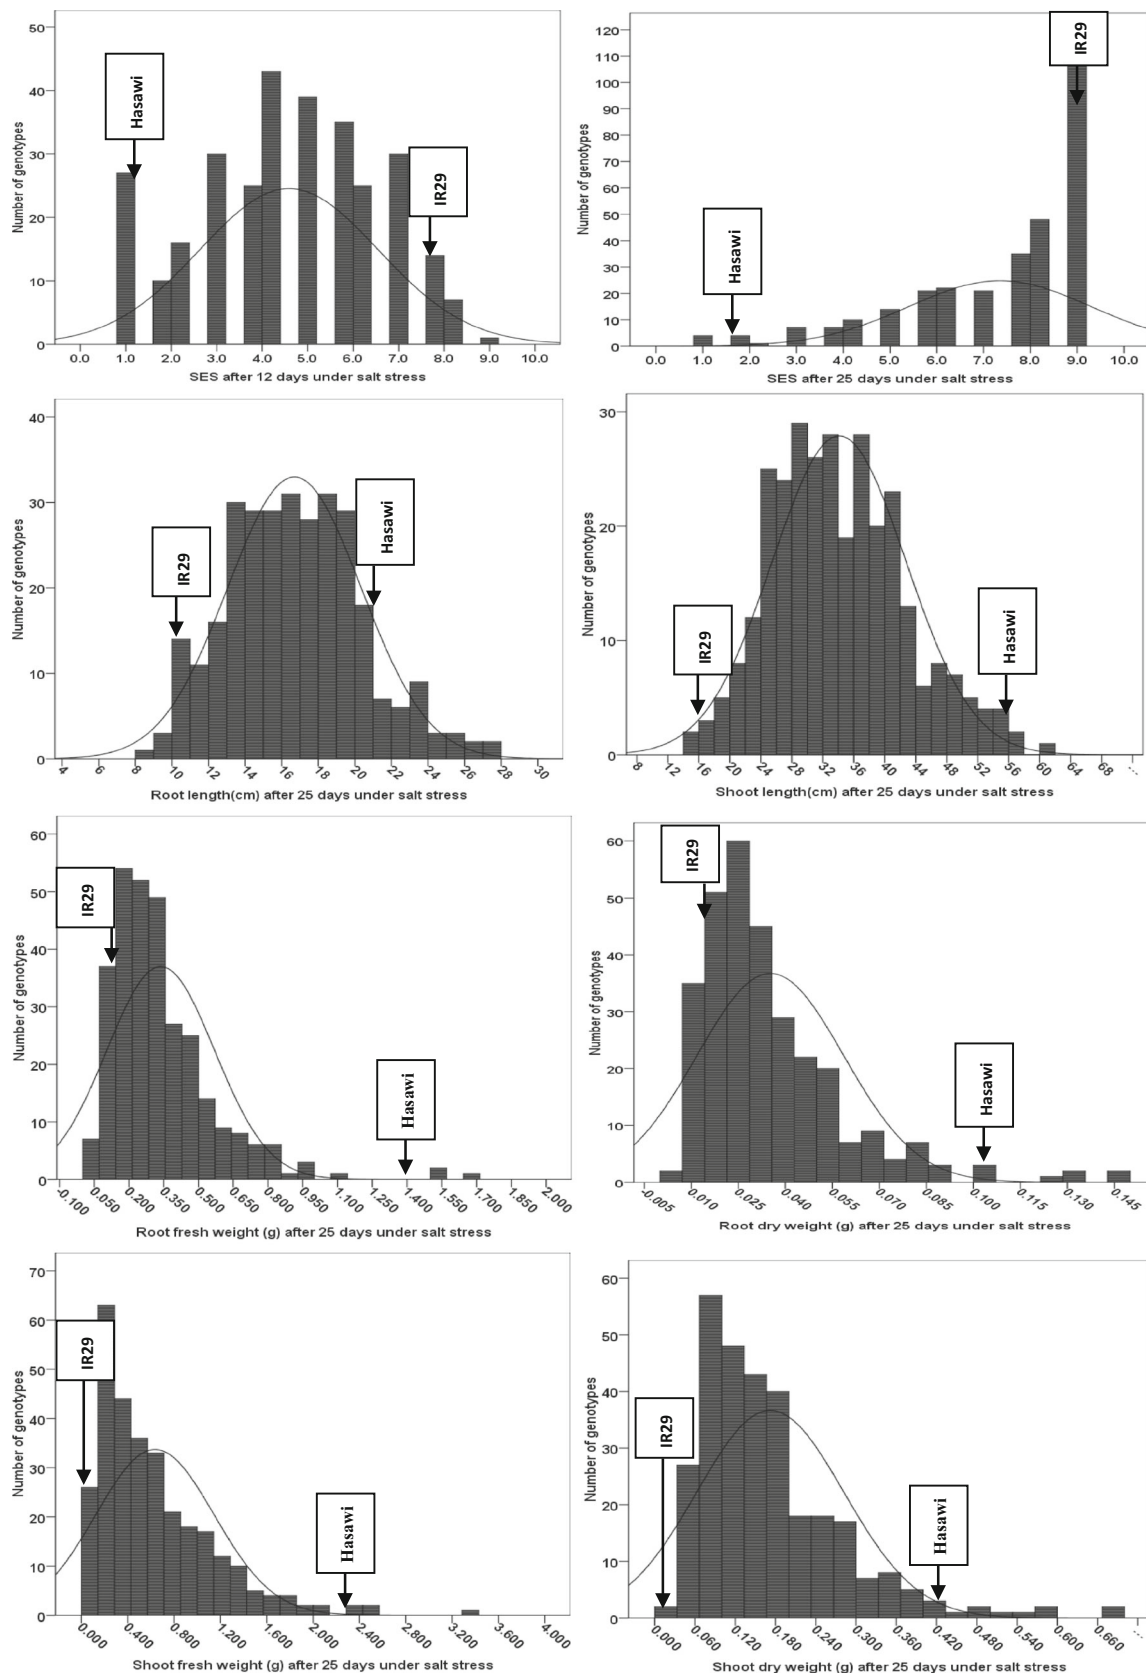 50
40
30
20
10
0
Number of genotypes
Hasawi
IR29
0.0 1.0 2.0 3.0 4.0 5.0 6.0 7.0 8.0 9.0 10.0
SES after 12 days under salt stress
120
110
100
90
80
70
60
50
40
30
20
10
0
Number of genotypes
Hasawi
IR29
0.0 1.0 2.0 3.0 4.0 5.0 6.0 7.0 8.0 9.0 10.0
SES after 25 days under salt stress
40
30
20
10
0
Number of genotypes
IR29
Hasawi
4 6 8 10 12 14 16 18 20 22 24 26 28 30
Root length(cm) after 25 days under salt stress
30
20
10
0
Number of genotypes
IR29
Hasawi
8 12 16 20 24 28 32 36 40 44 48 52 56 60 64 68 ...
Shoot length(cm) after 25 days under salt stress
60
50
40
30
20
10
0
Number of genotypes
IR29
Hasawi
-0.100 0.050 0.200 0.350 0.500 0.650 0.800 0.950 1.100 1.250 1.400 1.550 1.700 1.850 2.000
Root fresh weight (g) after 25 days under salt stress
60
50
40
30
20
10
0
Number of genotypes
IR29
Hasawi
-0.005 0.010 0.025 0.040 0.055 0.070 0.085 0.100 0.115 0.130 0.145
Root dry weight (g) after 25 days under salt stress
70
60
50
40
30
20
10
0
Number of genotypes
IR29
Hasawi
0.000 0.400 0.800 1.200 1.600 2.000 2.400 2.800 3.200 3.600 4.000
Shoot fresh weight (g) after 25 days under salt stress
60
50
40
30
20
10
0
Number of genotypes
IR29
Hasawi
0.000 0.060 0.120 0.180 0.240 0.300 0.360 0.420 0.480 0.540 0.600 0.660 ...
Shoot dry weight (g) after 25 days under salt stress